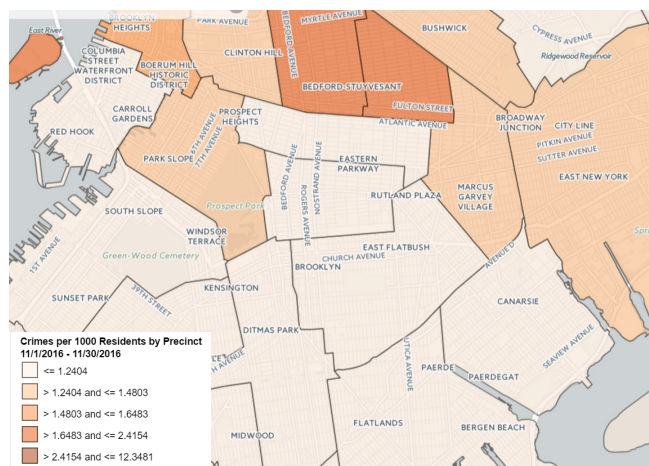 East River
BROOKLYN
HEIGHTS
PARK AVENUE
BEDFORD AVENUE
MYRTLE AVENUE
BUSHWICK
CYPRESS AVENUE
Ridgewood Reservoir
COLUMBIA
STREET
WATERFRONT
DISTRICT
BOERUM HILL
HISTORIC
DISTRICT
CLINTON HILL
BEDFORD-STUYVESANT
FULTON STREET
ATLANTIC AVENUE
CARROLL
GARDENS
RED HOOK
PROSPECT
HEIGHTS
6TH AVENUE
7TH AVENUE
PARK SLOPE
BROADWAY
JUNCTION
CITY LINE
PITKIN AVENUE
SUTTER AVENUE
EAST NEW YORK
EASTERN
PARKWAY
BEDFORD AVENUE
ROGERS AVENUE
NOSTRAND AVENUE
RUTLAND PLAZA
MARCUS
GARVEY
VILLAGE
SOUTH SLOPE
Prospect Park
WINDSOR
TERRACE
1ST AVENUE
Green-Wood Cemetery
EAST FLATBUSH
CHURCH AVENUE
BROOKLYN
AVENUE D
SUNSET PARK
39TH STREET
KENSINGTON
CANARSIE
DITMAS PARK
SEAVIEW AVENUE
UTICA AVENUE
PAERDE
PAERDEGAT
FLATLANDS
BERGEN BEACH
MIDWOOD
Crimes per 1000 Residents by Precinct
11/1/2016 - 11/30/2016
<= 1.2404
> 1.2404 and <= 1.4803
> 1.4803 and <= 1.6483
> 1.6483 and <= 2.4154
> 2.4154 and <= 12.3481